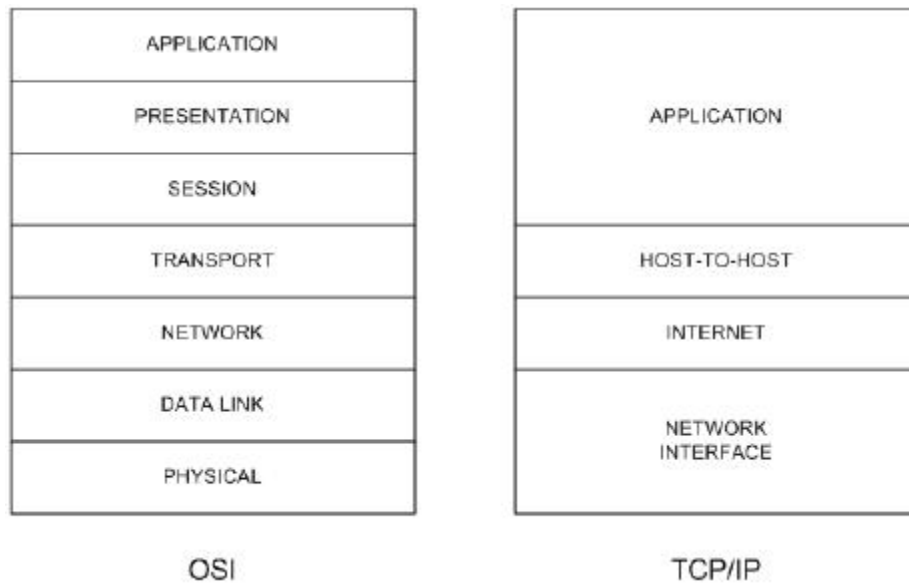 APPLICATION
PRESENTATION
SESSION
TRANSPORT
NETWORK
DATA LINK
PHYSICAL
OSI
APPLICATION
HOST-TO-HOST
INTERNET
NETWORK
INTERFACE
TCP/IP